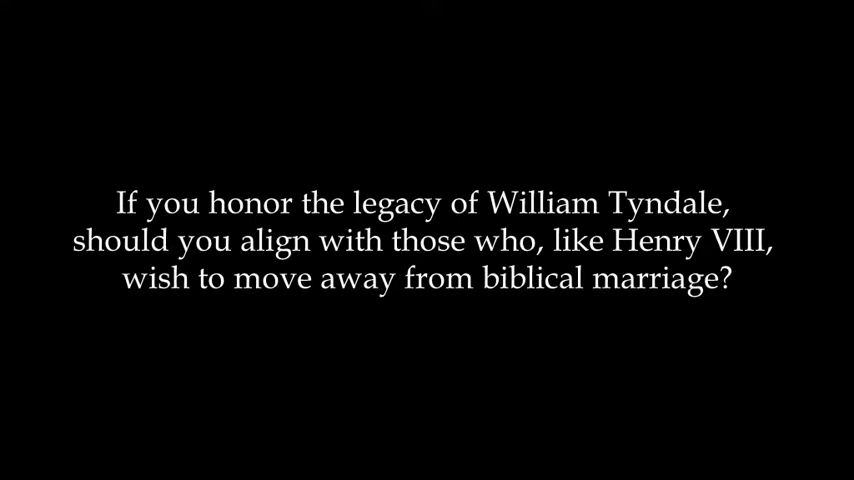 If you honor the legacy of William Tyndale,
should you align with those who, like Henry VIII,
wish to move away from biblical marriage?